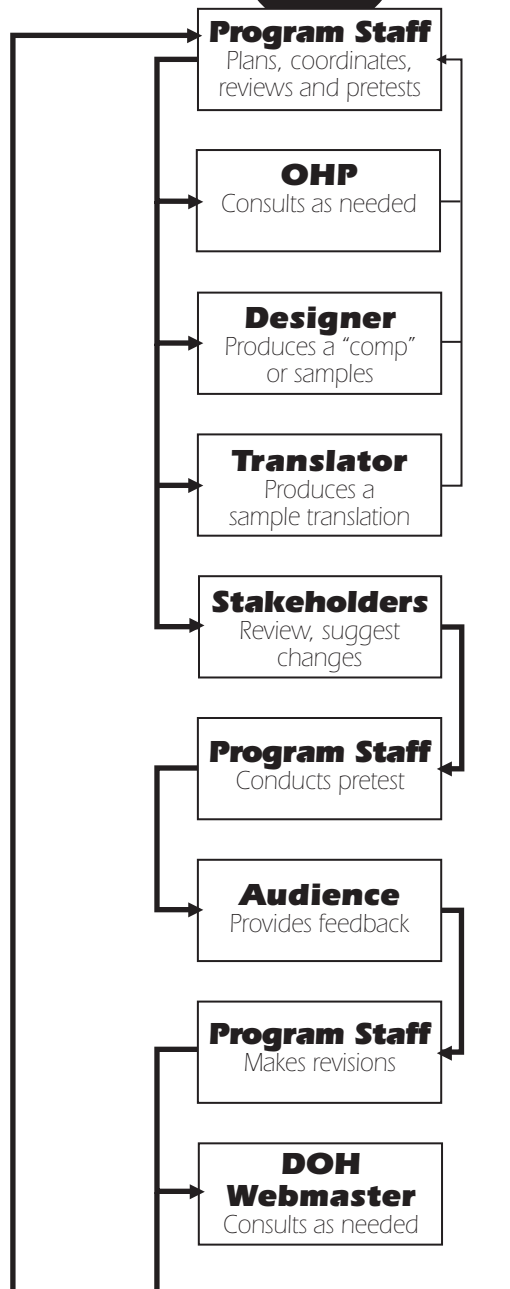 Program Staff
Plans, coordinates,
reviews and pretests
OHP
Consults as needed
Designer
Produces a “comp”
or samples
Translator
Produces a
sample translation
Stakeholders
Review, suggest
changes
Program Staff
Conducts pretest
Audience
Provides feedback
Program Staff
Makes revisions
DOH
Webmaster
Consults as needed